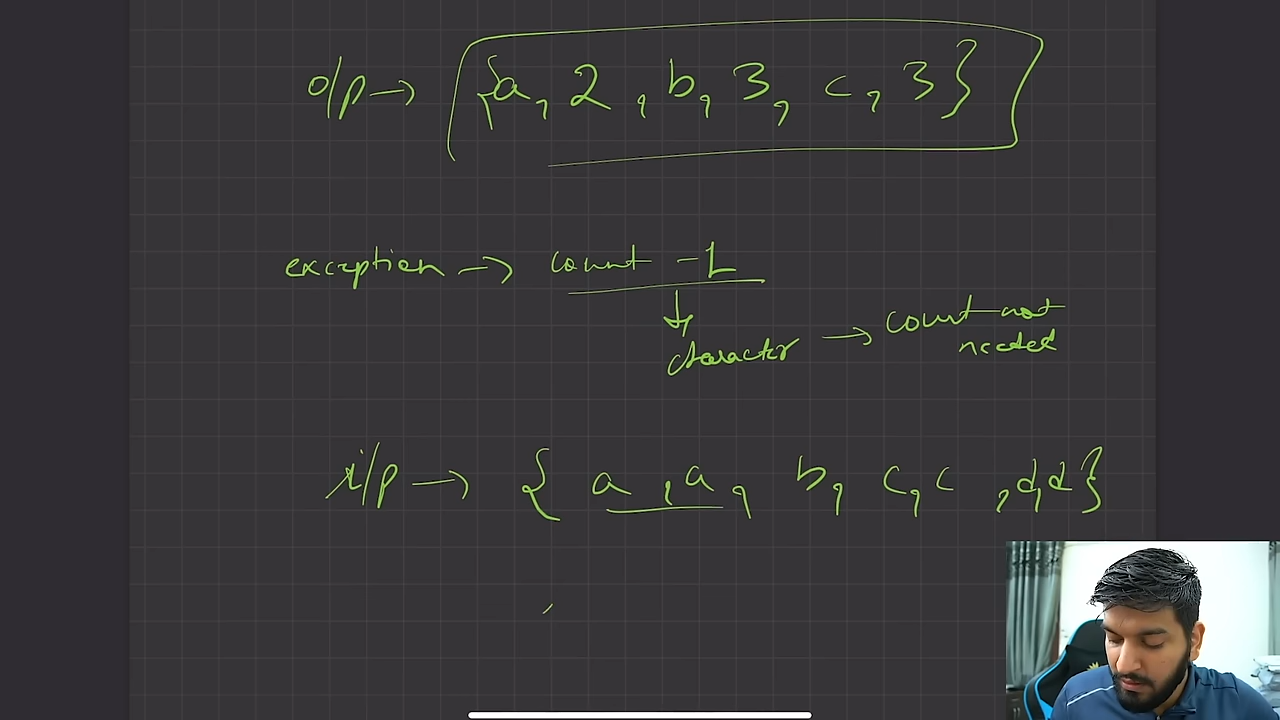 o/p → {a, 2, b, 3, c, 3}
exception → count - 1
character → count not
needed
i/p → { a, a, b, c, c, d, d}